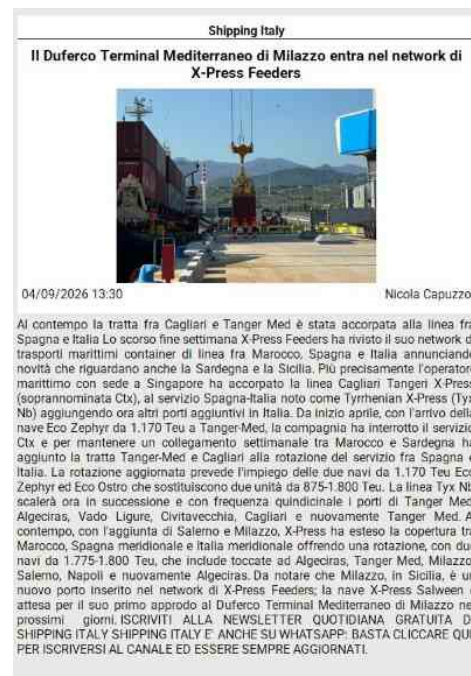 Shipping Italy
Il Duferco Terminal Mediterraneo di Milazzo entra nel network di
X-Press Feeders
04/09/2026 13:30
Nicola Capuzzo
Al contempo la tratta fra Cagliari e Tanger Med è stata accorpata alla linea fra
Spagna e Italia Lo scorso fine settimana X-Press Feeders ha rivisto il suo network d
trasporti marittimi container di linea fra Marocco, Spagna e Italia annunciando
novità che riguardano anche la Sardegna e la Sicilia. Più precisamente l'operatore
marittimo con sede a Singapore ha accorpato la linea Cagliari Tangeri X-Press
(soprannominata Ctx), al servizio Spagna-Italia noto come Tyrrhenian X-Press (Tyx
Nb) aggiungendo ora altri porti aggiuntivi in Italia. Da inizio aprile, con l'arrivo della
nave Eco Zephyr da 1.170 Teu a Tanger-Med, la compagnia ha interrotto il servizio
Ctx e per mantenere un collegamento settimanale tra Marocco e Sardegna ha
aggiunto la tratta Tanger-Med a Cagliari alla rotazione del servizio fra Spagna e
Italia. La rotazione aggiornata prevede l'impiego delle due navi da 1.170 Teu Eco
Zephyr ed Eco Ostro che sostituiscono due unità da 875-1.800 Teu. La linea Tyx Nb
scalerà ora in successione e con frequenza quindicinale i porti di Tanger Med,
Algeciras, Vado Ligure, Civitavecchia, Cagliari e nuovamente Tanger Med. A
contempo, con l'aggiunta di Salerno e Milazzo, X-Press ha esteso la copertura tra
Marocco, Spagna meridionale e Italia meridionale offrendo una rotazione, con due
navi da 1.775-1.800 Teu, che include toccate ad Algeciras, Tanger Med, Milazzo,
Salerno, Napoli e nuovamente Algeciras. Da notare che Milazzo, in Sicilia, è un
nuovo porto inserito nel network di X-Press Feeders; la nave X-Press Salween è
attesa per il suo primo approdo al Duferco Terminal Mediterraneo di Milazzo nei
prossimi giorni. ISCRIVITI ALLA NEWSLETTER QUOTIDIANA GRATUITA DI
SHIPPING ITALY SHIPPING ITALY E' ANCHE SU WHATSAPP: BASTA CLICCARE QUI
PER ISCRIVERSI AL CANALE ED ESSERE SEMPRE AGGIORNATI.